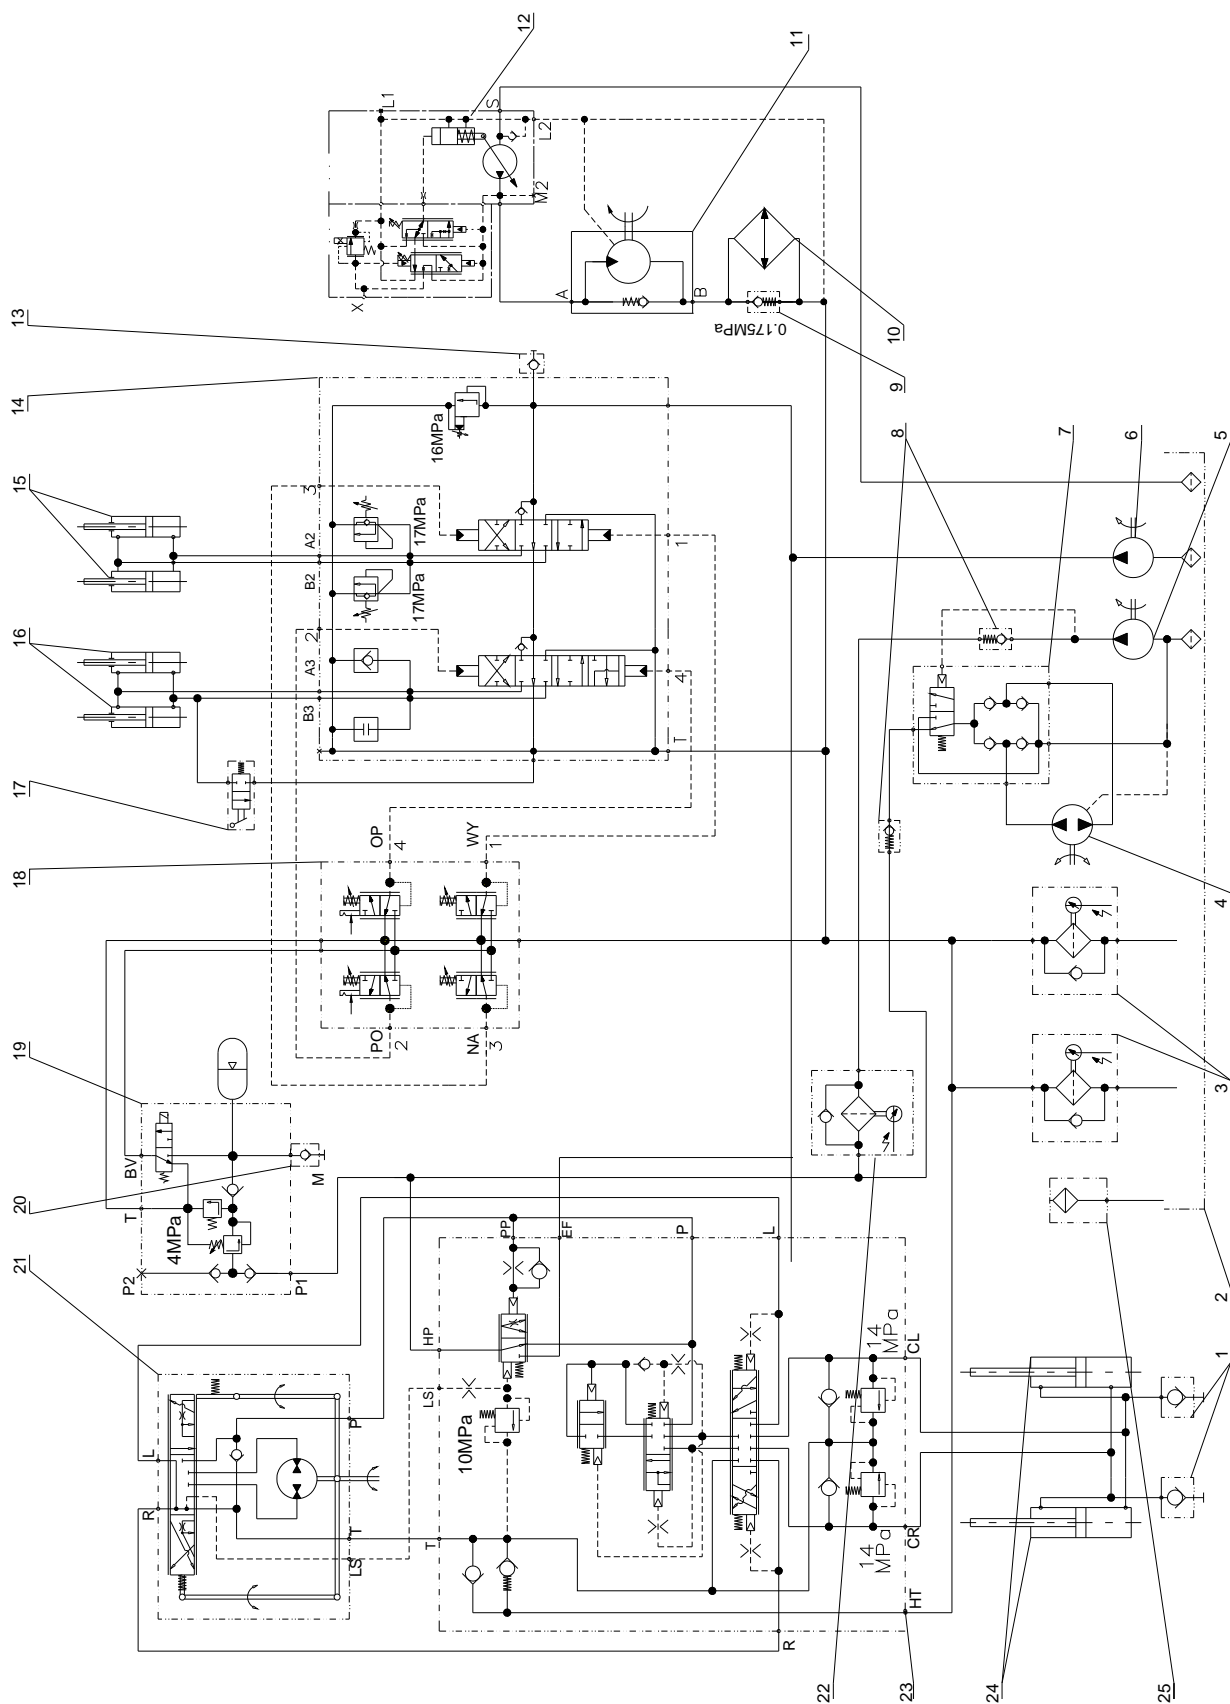 12
11
L1
S
L2
M2
X
A
B
0.175MPa
10
9
13
14
16MPa
15
3
A2
17MPa
B2
17MPa
1
16
2
A3
B3
4
T
17
8
7
6
5
4
18
OP
4
WY
1
PO
2
NA
3
19
BV
M
T
4MPa
P2
P1
20
21
3
2
1
PP
EF
P
L
HP
LS
10MPa
L
P
R
T
LS
T
14
MPa
CL
14
MPa
CR
HT
R
22
23
24
25